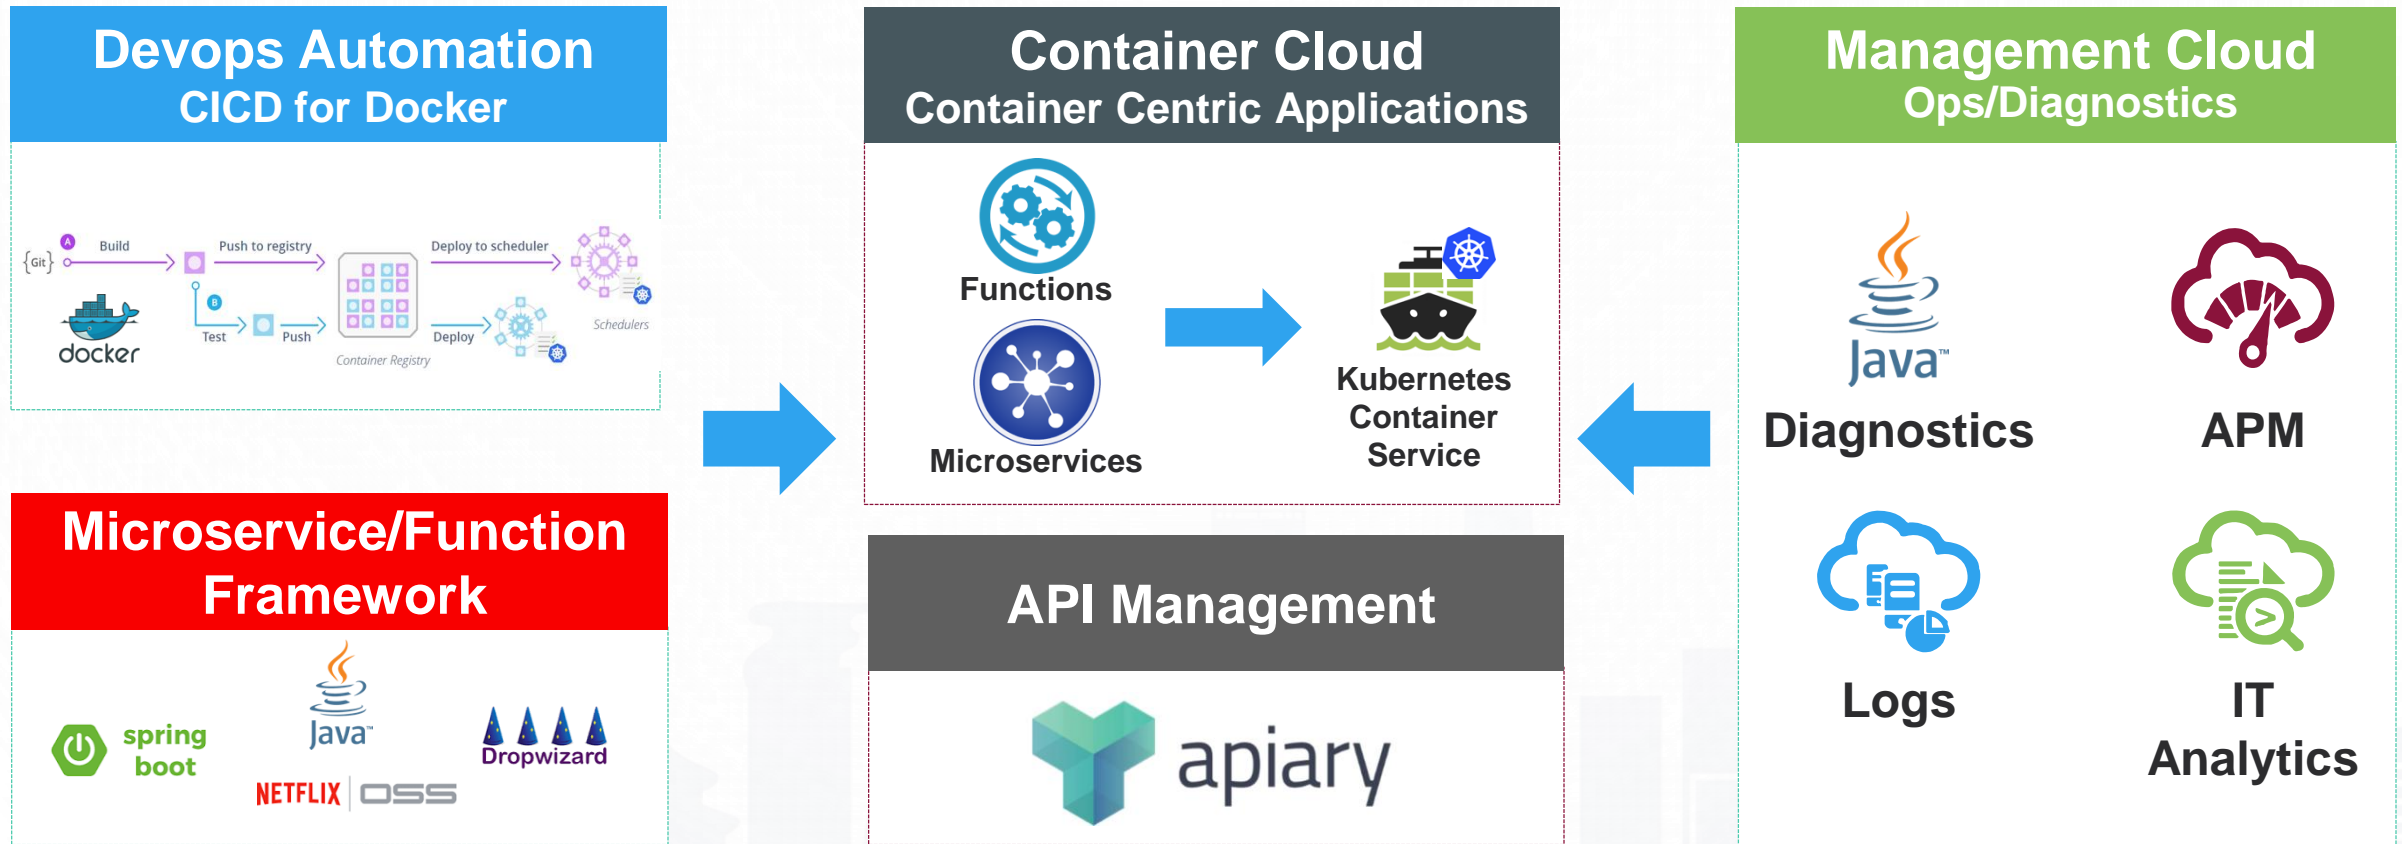 Devops Automation
CICD for Docker
{Git}
A
Build
Push to registry
Deploy to scheduler
B
Test
Push
Deploy
Schedulers
Container Registry
docker
Microservice/Function
Framework
spring
boot
Java™
Dropwizard
NETFLIX OSS
Container Cloud
Container Centric Applications
Functions
Microservices
Kubernetes
Container
Service
API Management
apiary
Management Cloud
Ops/Diagnostics
Java™
Diagnostics
APM
Logs
IT
Analytics